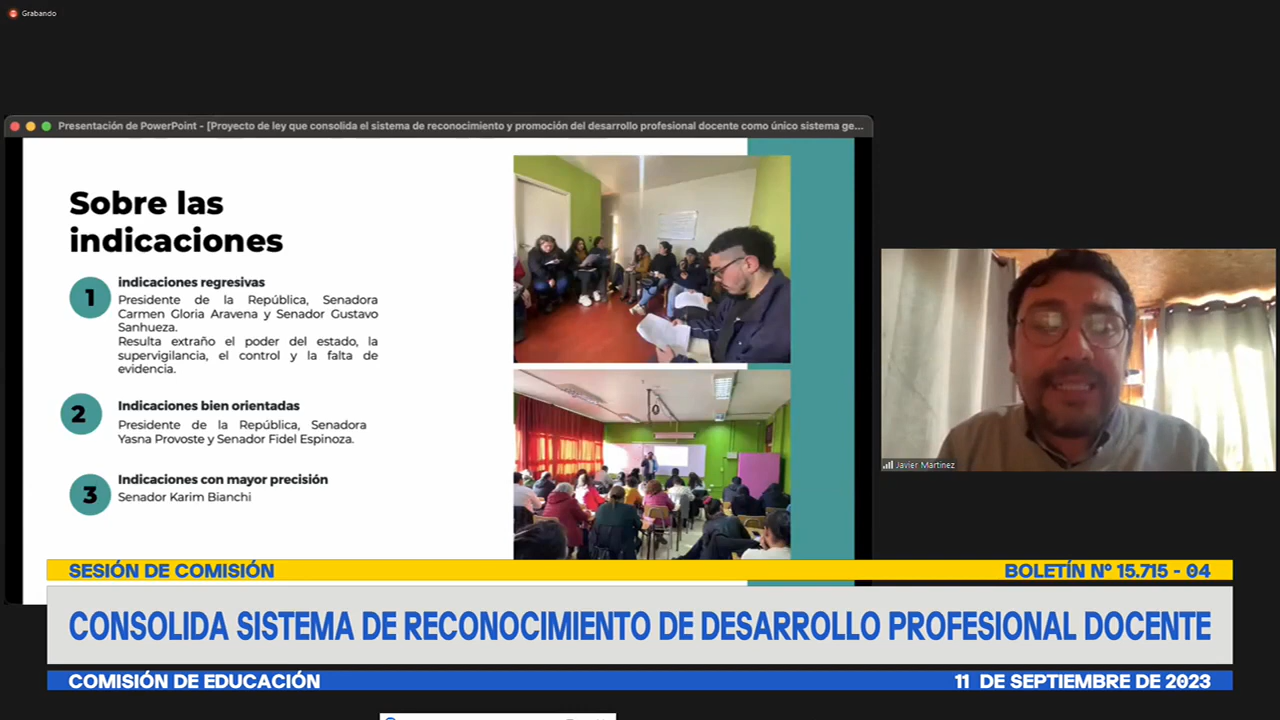 Grabando
Presentación de PowerPoint - [Proyecto de ley que consolida el sistema de reconocimiento y promoción del desarrollo profesional docente como único sistema ge...
Sobre las
indicaciones
1
indicaciones regresivas
Presidente de la República, Senadora
Carmen Gloria Aravena y Senador Gustavo
Sanhueza.
Resulta extraño el poder del estado, la
supervigilancia, el control y la falta de
evidencia.
2
Indicaciones bien orientadas
Presidente de la República, Senadora
Yasna Provoste y Senador Fidel Espinoza.
3
Indicaciones con mayor precisión
Senador Karim Bianchi
Javier Martinez
SESIÓN DE COMISIÓN
BOLETÍN Nº 15.715 - 04
CONSOLIDA SISTEMA DE RECONOCIMIENTO DE DESARROLLO PROFESIONAL DOCENTE
COMISIÓN DE EDUCACIÓN
11 DE SEPTIEMBRE DE 2023